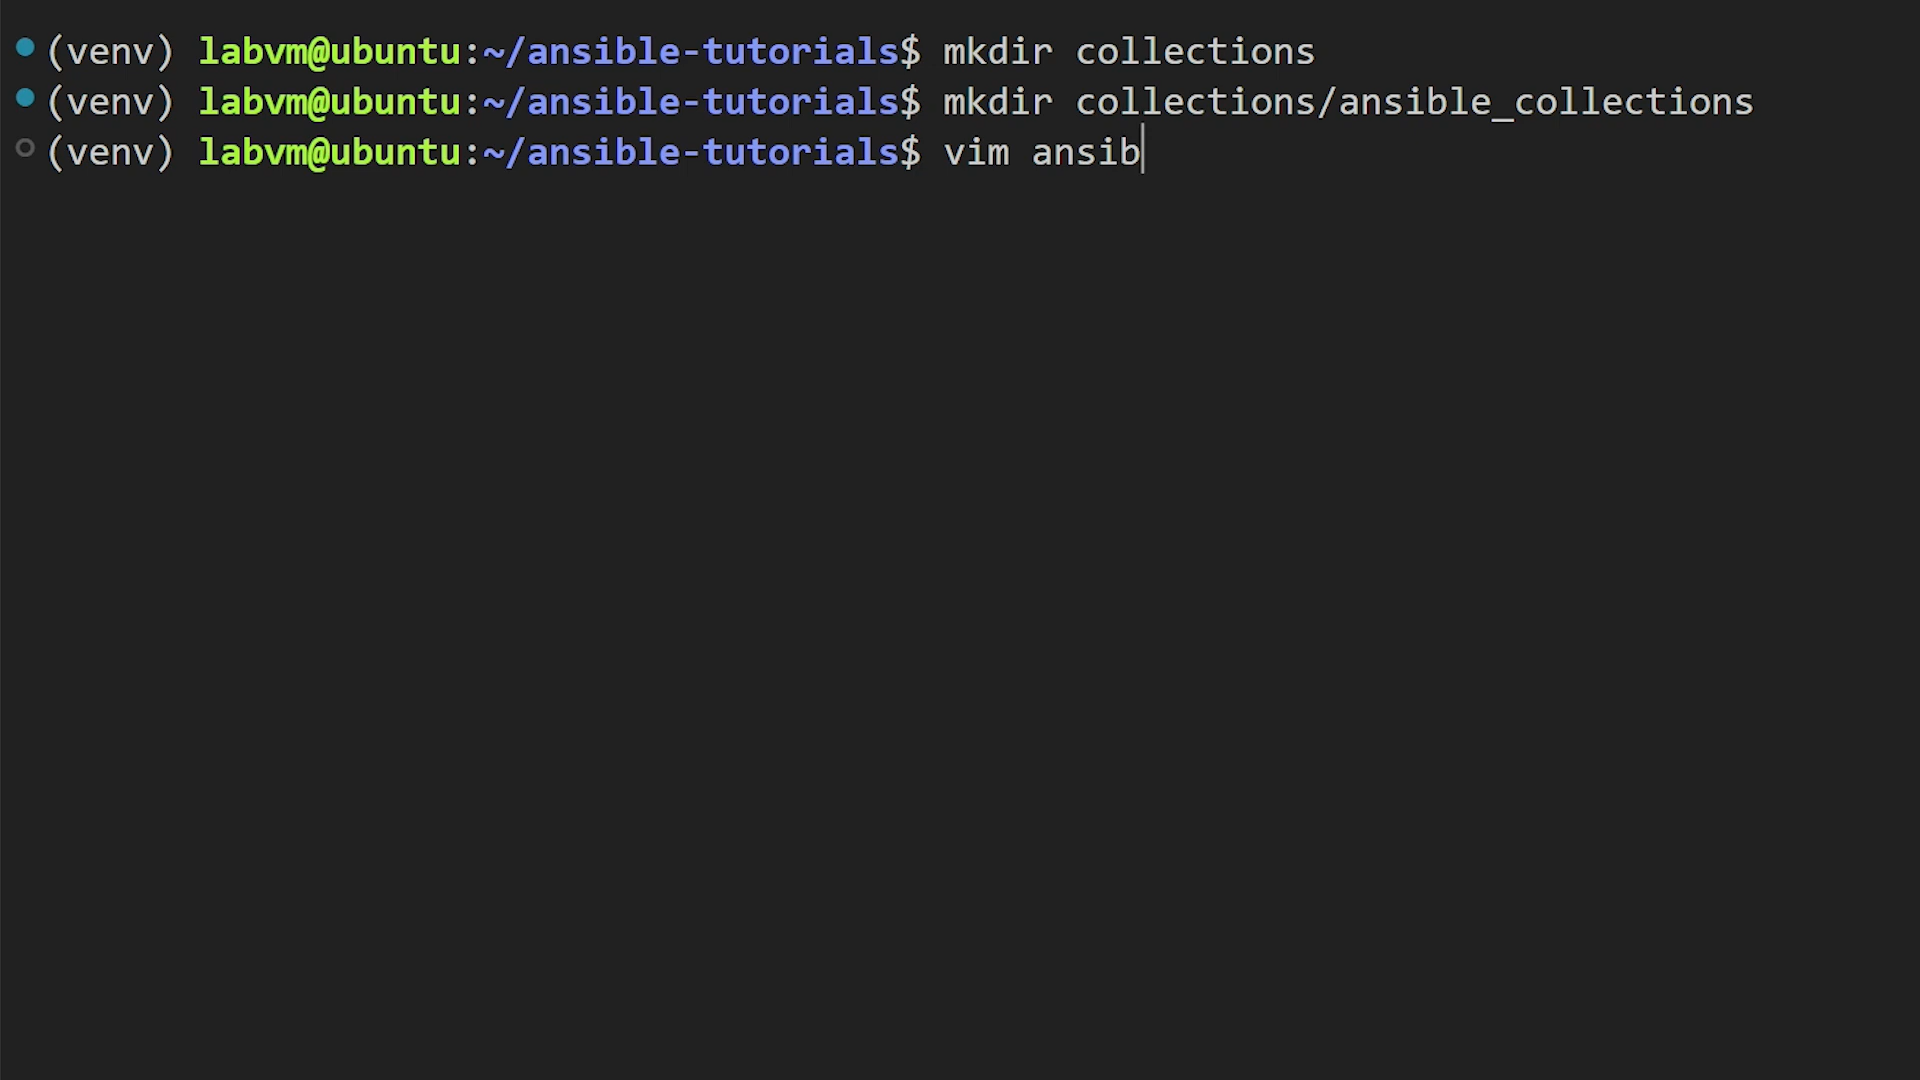 (venv) labvm@ubuntu:~/ansible-tutorials$ mkdir collections
(venv) labvm@ubuntu:~/ansible-tutorials$ mkdir collections/ansible_collections
(venv) labvm@ubuntu:~/ansible-tutorials$ vim ansib